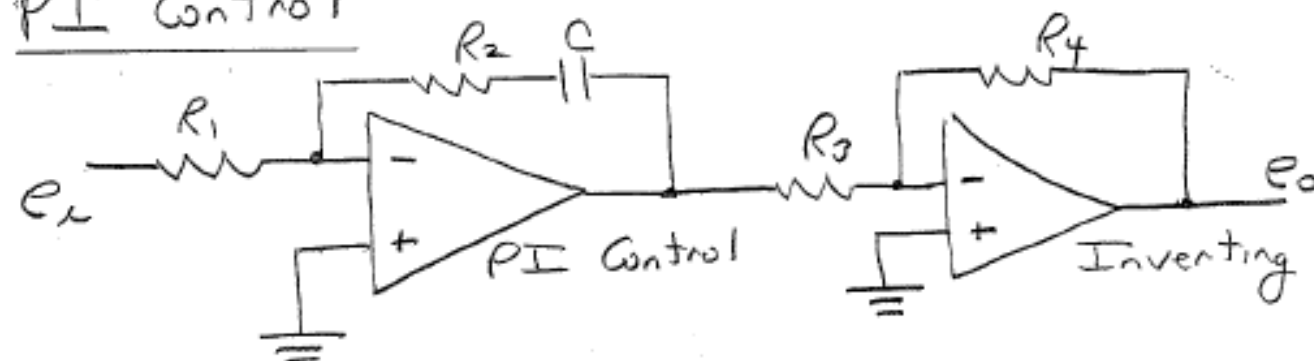 PI Control
R₂ C R₄
R₁ R₃
eᵢ − − eₒ
+ PI Control + Inverting